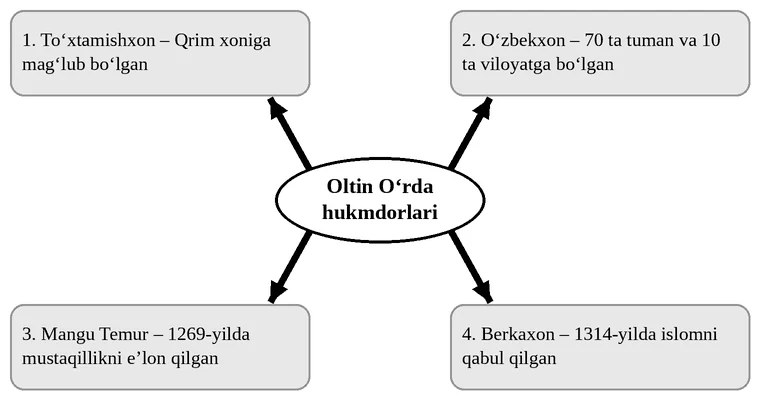 1. To‘xtamishxon – Qrim xoniga
mag‘lub bo‘lgan
2. O‘zbekxon – 70 ta tuman va 10
ta viloyatga bo‘lgan
Oltin O‘rda
hukmdorlari
3. Mangu Temur – 1269-yilda
mustaqillikni e’lon qilgan
4. Berkaxon – 1314-yilda islomni
qabul qilgan